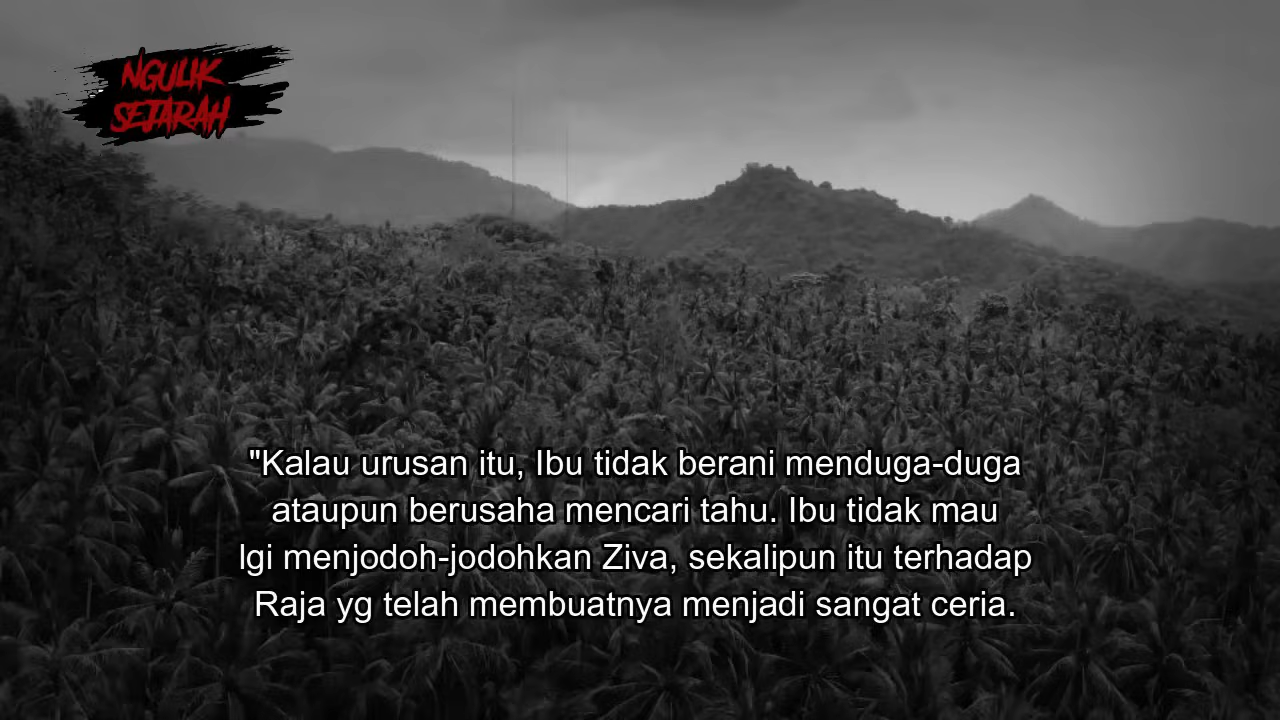 NGULIK
SEJARAH
"Kalau urusan itu, Ibu tidak berani menduga-duga
ataupun berusaha mencari tahu. Ibu tidak mau
lgi menjodoh-jodohkan Ziva, sekalipun itu terhadap
Raja yg telah membuatnya menjadi sangat ceria.